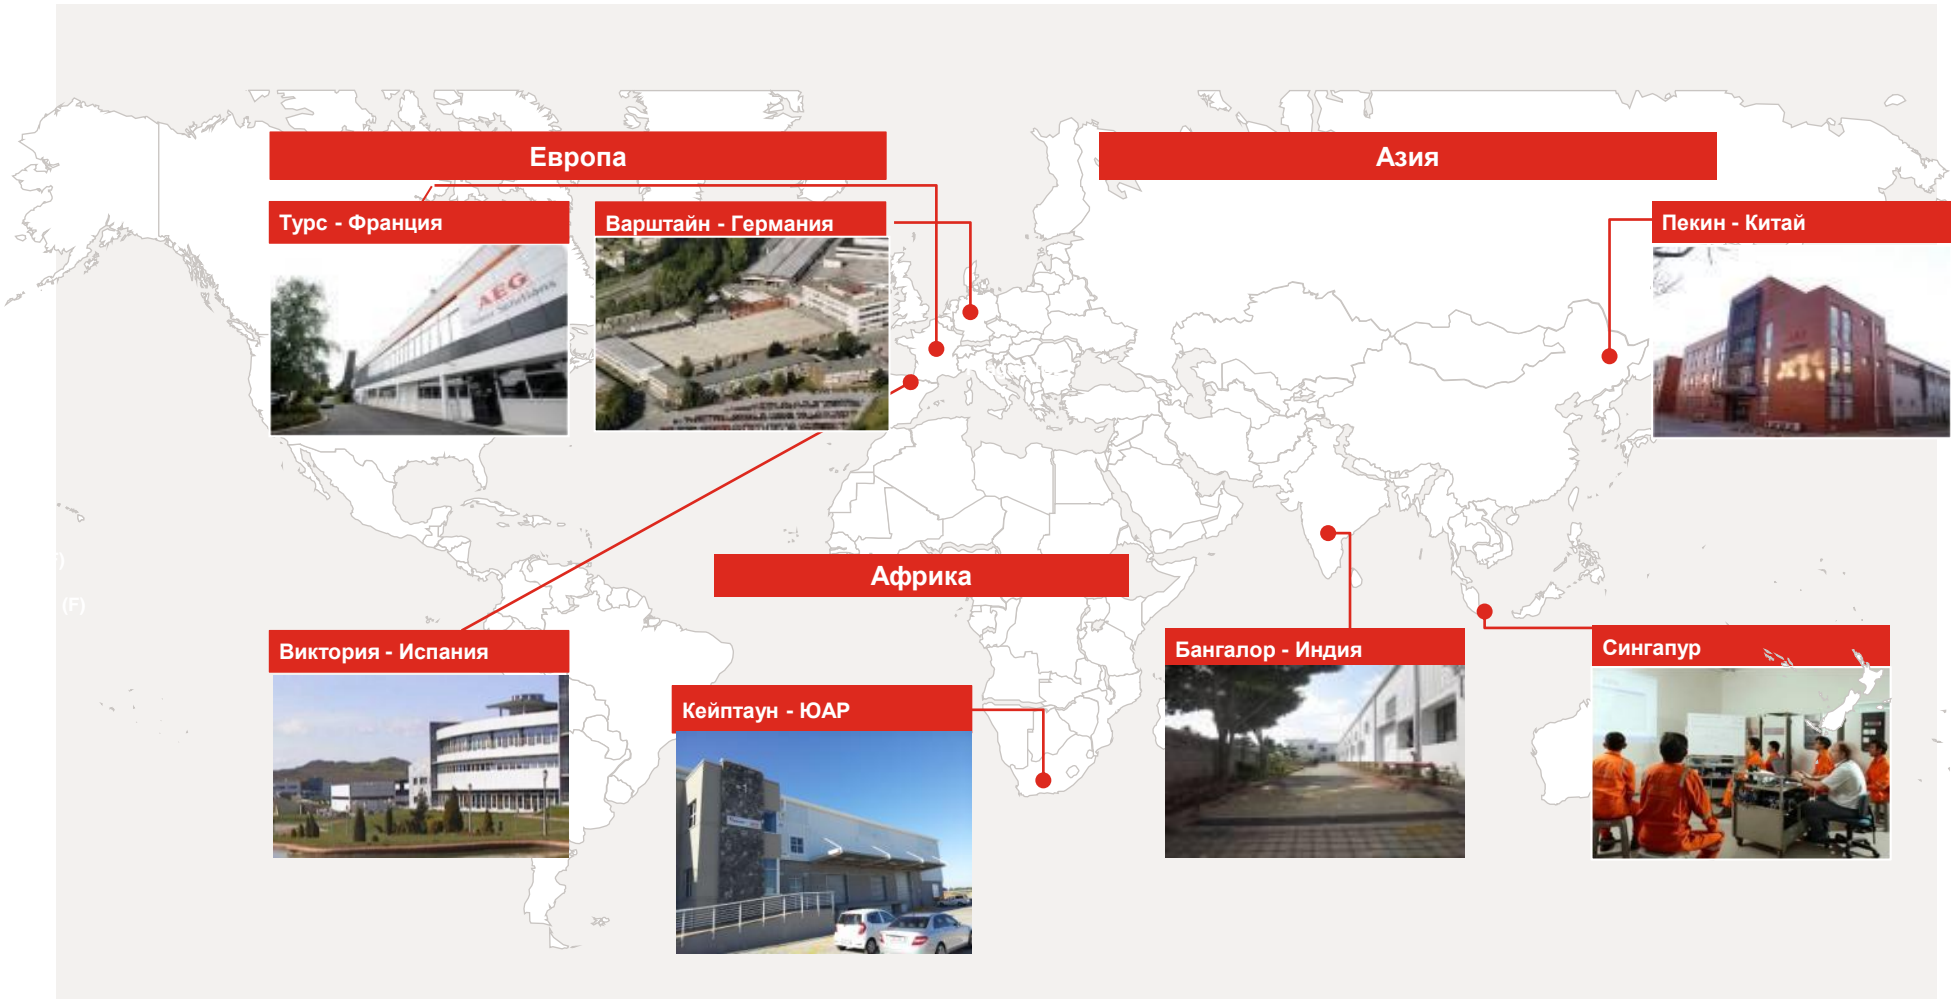 Европа
Азия
Турс - Франция
Варштайн - Германия
Пекин - Китай
AEG
(F)
Африка
Виктория - Испания
Кейптаун - ЮАР
Бангалор - Индия
Сингапур